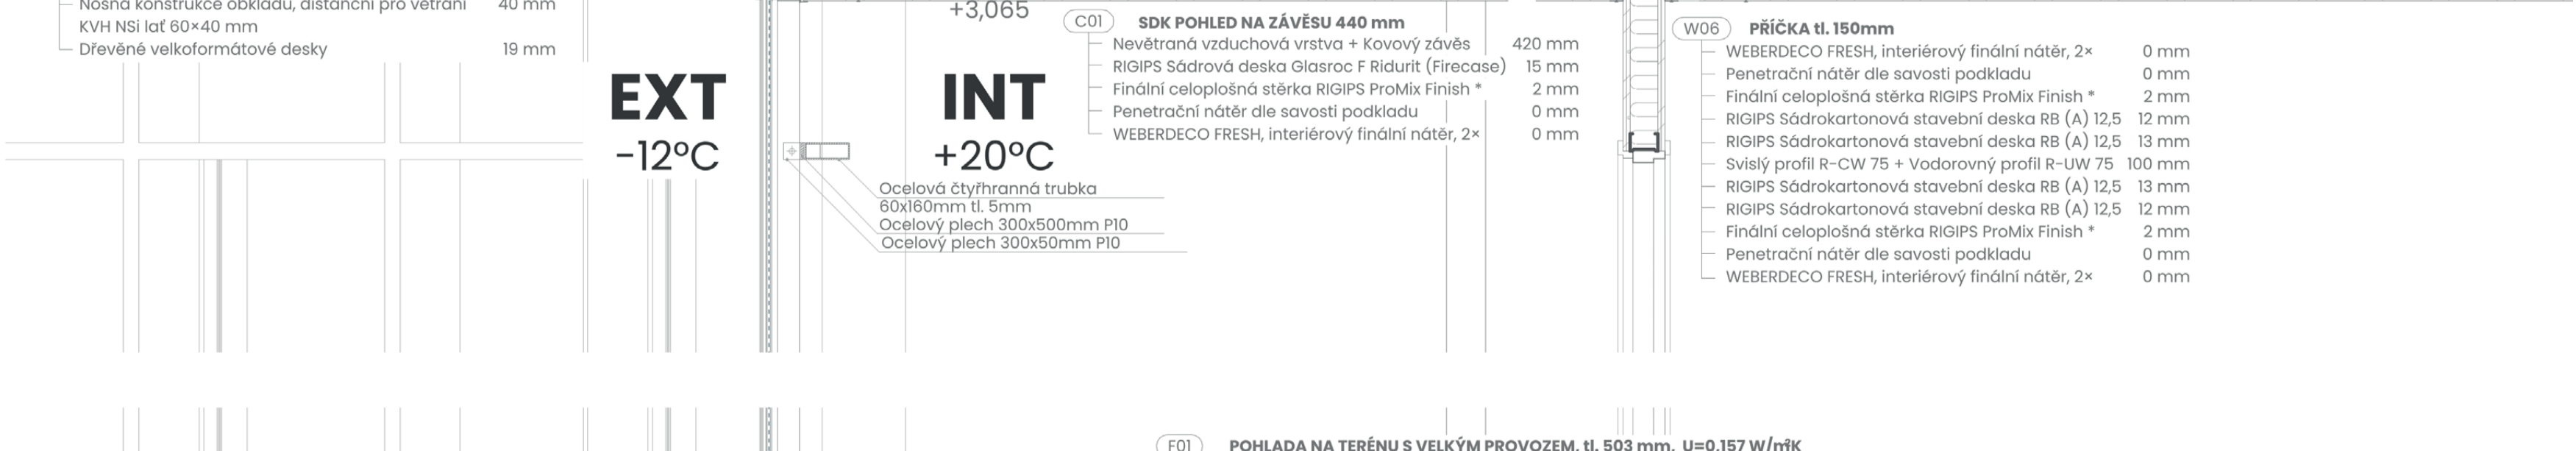 Nosná konstrukce obkladu, distanční pro větrání 40 mm
KVH NSi lať 60×40 mm
Dřevěné velkoformátové desky 19 mm
EXT
-12°C
+3,065
INT
+20°C
Ocelová čtyřhranná trubka
60x160mm tl. 5mm
Ocelový plech 300x500mm P10
Ocelový plech 300x50mm P10
C01 SDK POHLED NA ZÁVĚSU 440 mm
Nevětraná vzduchová vrstva + Kovový závěs 420 mm
RIGIPS Sádrová deska Glasroc F Ridurit (Firecase) 15 mm
Finální celoplošná stěrka RIGIPS ProMix Finish * 2 mm
Penetrační nátěr dle savosti podkladu 0 mm
WEBERDECO FRESH, interiérový finální nátěr, 2× 0 mm
W06 PŘÍČKA tl. 150mm
WEBERDECO FRESH, interiérový finální nátěr, 2× 0 mm
Penetrační nátěr dle savosti podkladu 0 mm
Finální celoplošná stěrka RIGIPS ProMix Finish * 2 mm
RIGIPS Sádrokartonová stavební deska RB (A) 12,5 12 mm
RIGIPS Sádrokartonová stavební deska RB (A) 12,5 13 mm
Svislý profil R-CW 75 + Vodorovný profil R-UW 75 100 mm
RIGIPS Sádrokartonová stavební deska RB (A) 12,5 13 mm
RIGIPS Sádrokartonová stavební deska RB (A) 12,5 12 mm
Finální celoplošná stěrka RIGIPS ProMix Finish * 2 mm
Penetrační nátěr dle savosti podkladu 0 mm
WEBERDECO FRESH, interiérový finální nátěr, 2× 0 mm
F01 POHLADA NA TERÉNU S VELKÝM PROVOZEM, tl. 503 mm, U=0,157 W/m²K